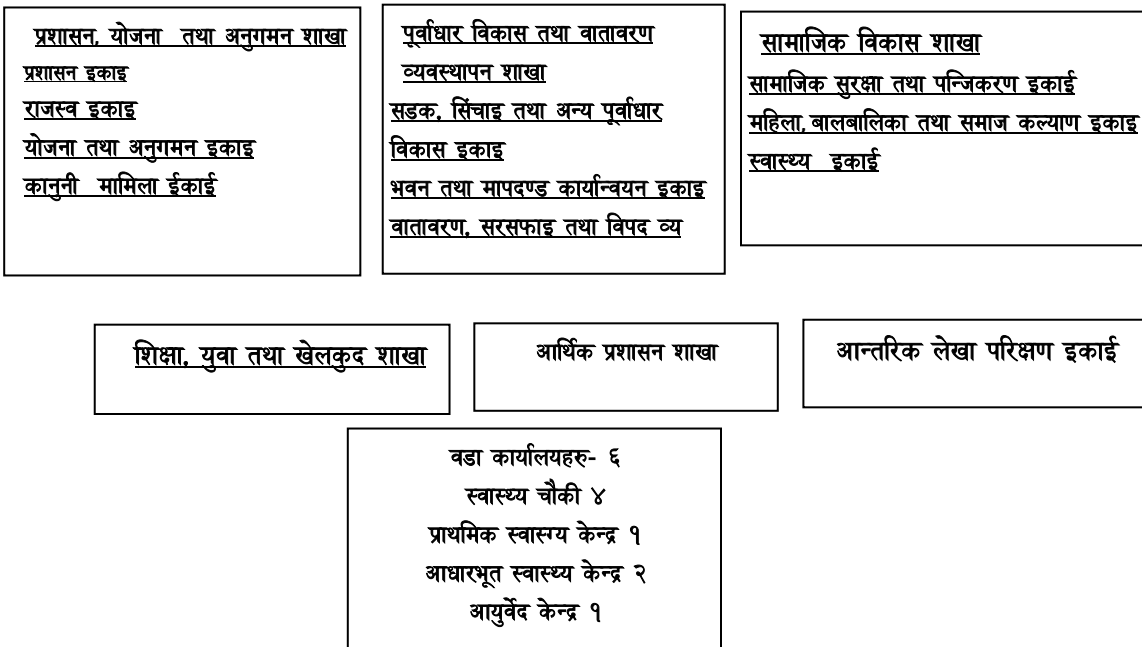 प्रशासन, योजना तथा अनुगमन शाखा
प्रशासन इकाइ
राजस्व इकाइ
योजना तथा अनुगमन इकाइ
कानुनी मामिला ईकाई
पूर्वाधार विकास तथा वातावरण
व्यवस्थापन शाखा
सडक, सिंचाइ तथा अन्य पूर्वाधार
विकास इकाइ
भवन तथा मापदण्ड कार्यान्वयन इकाइ
वातावरण, सरसफाइ तथा विपद व्य
सामाजिक विकास शाखा
सामाजिक सुरक्षा तथा पन्जिकरण इकाई
महिला, बालबालिका तथा समाज कल्याण इकाइ
स्वास्थ्य इकाई
शिक्षा, युवा तथा खेलकुद शाखा
आर्थिक प्रशासन शाखा
आन्तरिक लेखा परिक्षण इकाई
वडा कार्यालयहरु- ६
स्वास्थ्य चौकी ४
प्राथमिक स्वास्ग्य केन्द्र १
आधारभूत स्वास्थ्य केन्द्र २
आयुर्वेद केन्द्र १